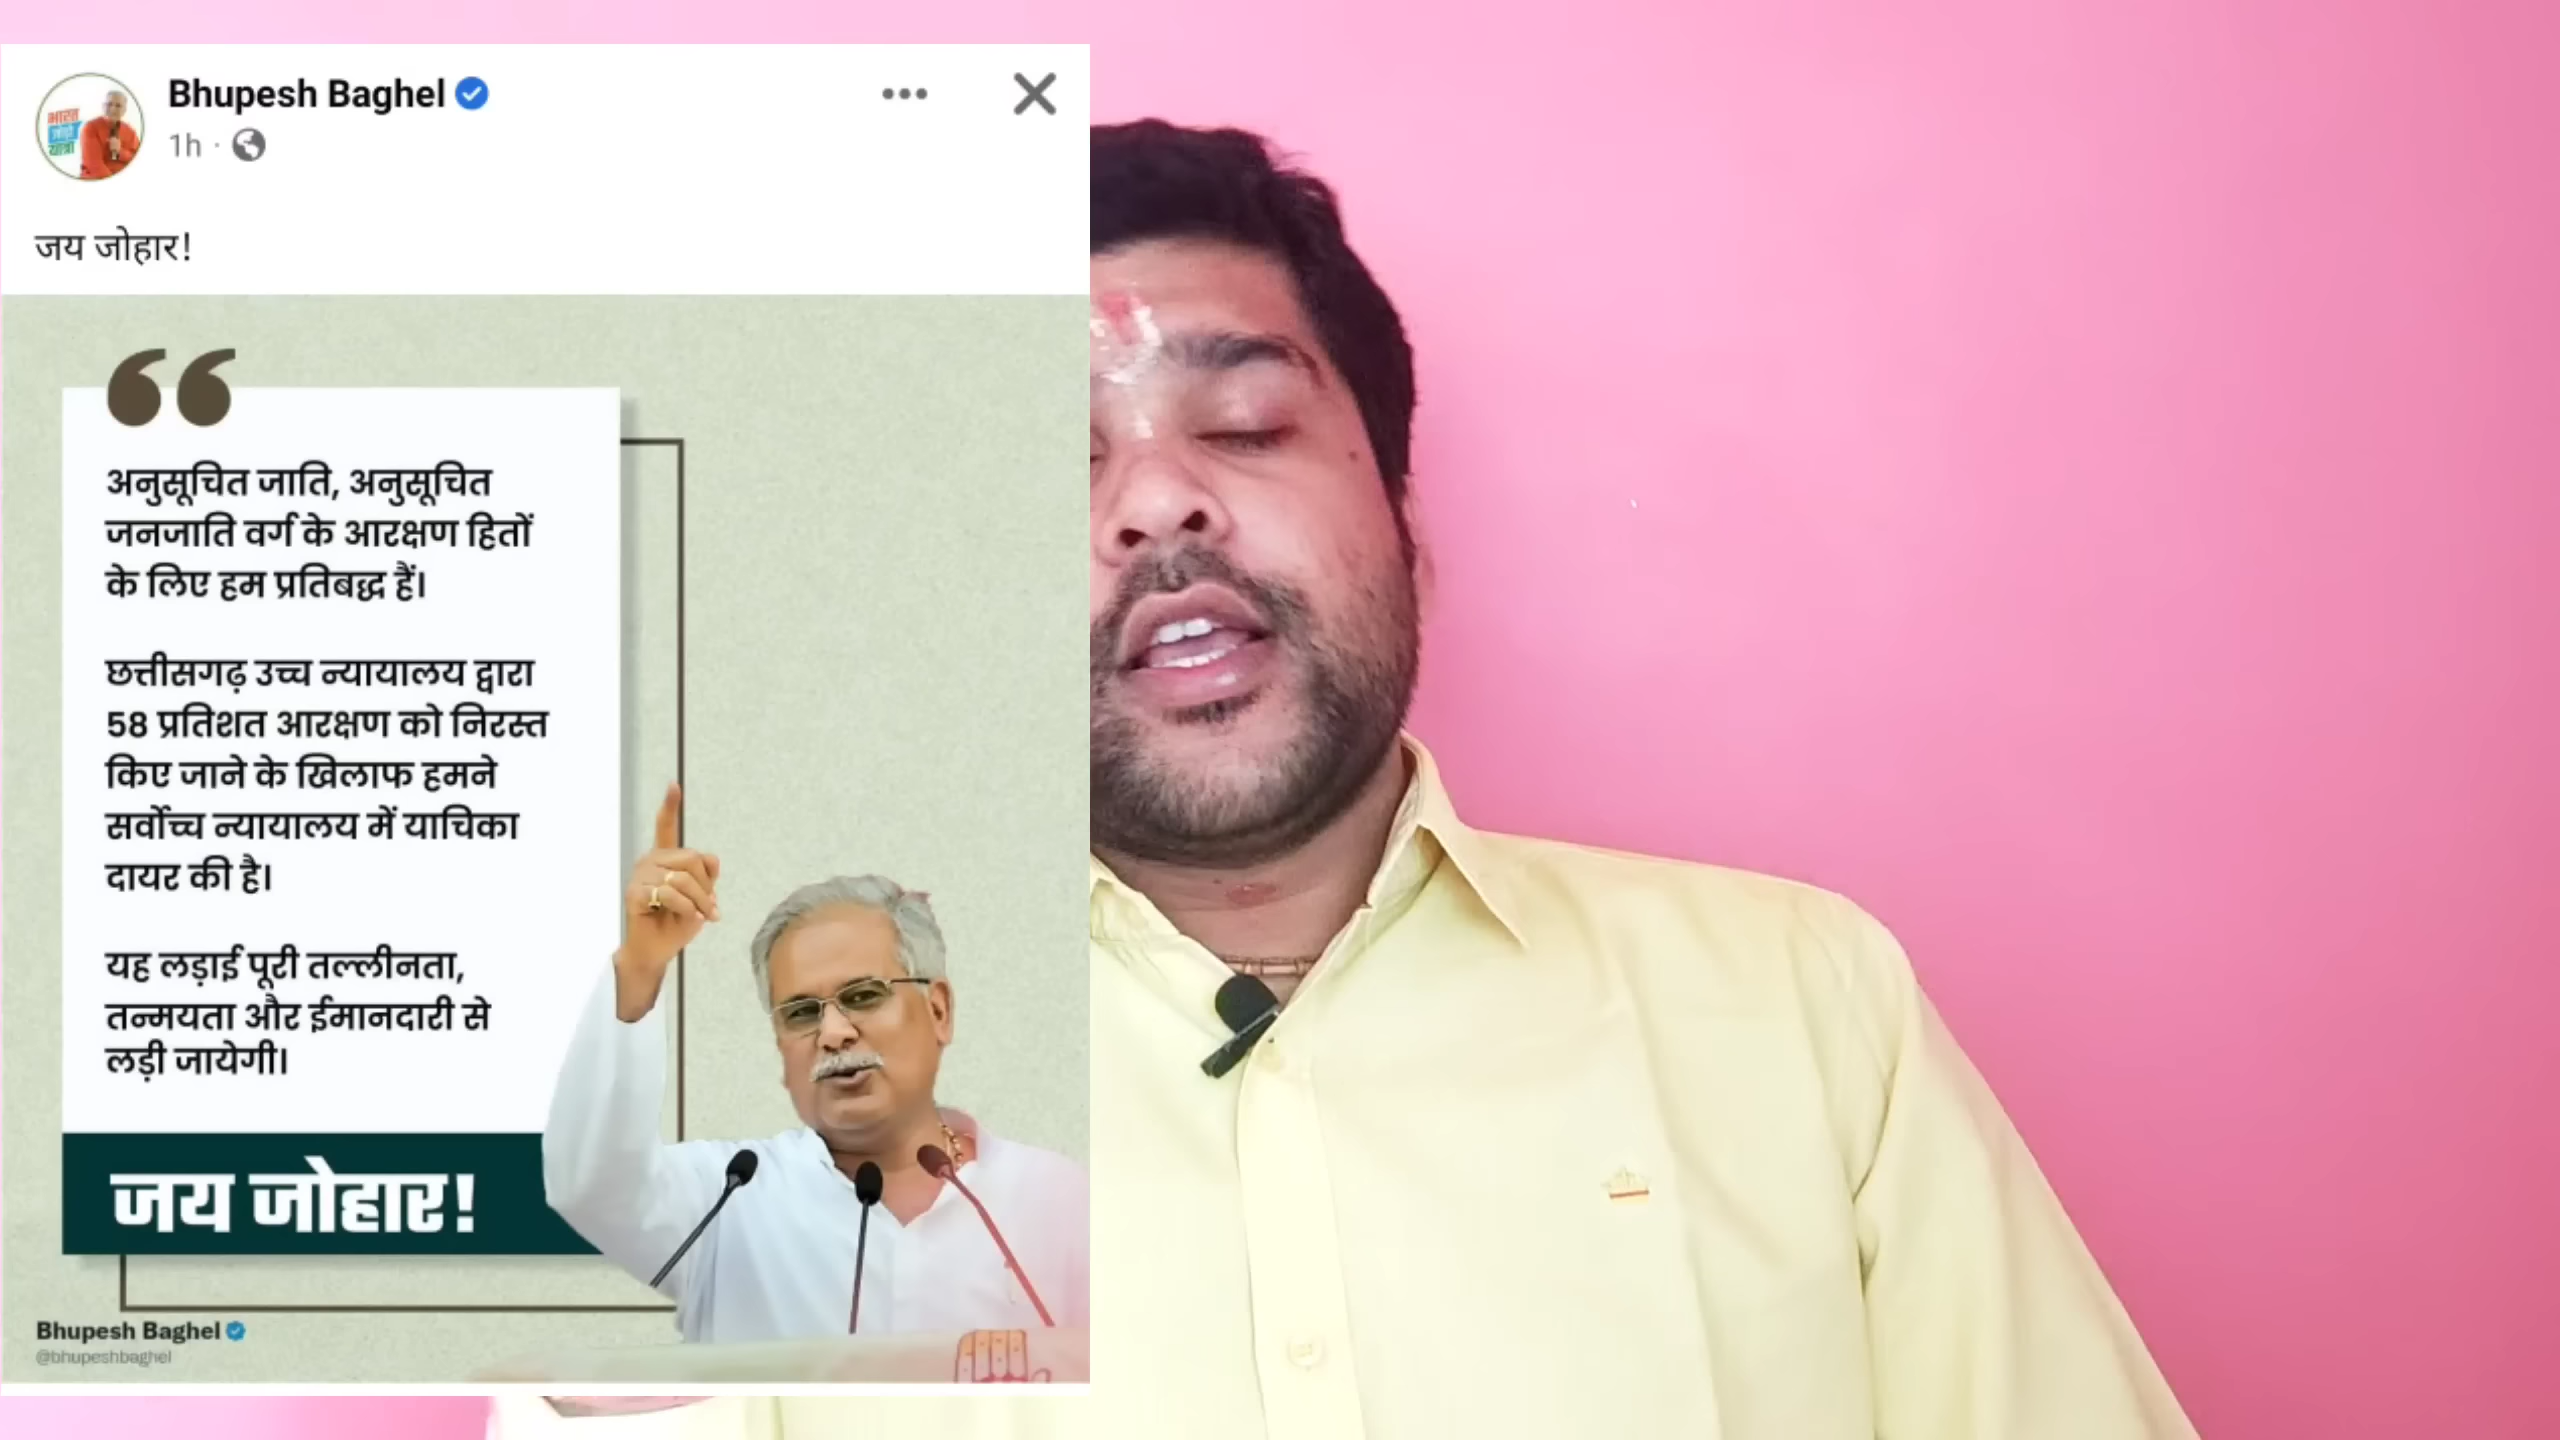 Bhupesh Baghel
1h
जय जोहार!
भारत
जोड़ो
यात्रा
अनुसूचित जाति, अनुसूचित
जनजाति वर्ग के आरक्षण हितों
के लिए हम प्रतिबद्ध हैं।
छत्तीसगढ़ उच्च न्यायालय द्वारा
58 प्रतिशत आरक्षण को निरस्त
किए जाने के खिलाफ हमने
सर्वोच्च न्यायालय में याचिका
दायर की है।
यह लड़ाई पूरी तल्लीनता,
तन्मयता और ईमानदारी से
लड़ी जायेगी।
जय जोहार!
Bhupesh Baghel
@bhupeshbaghel